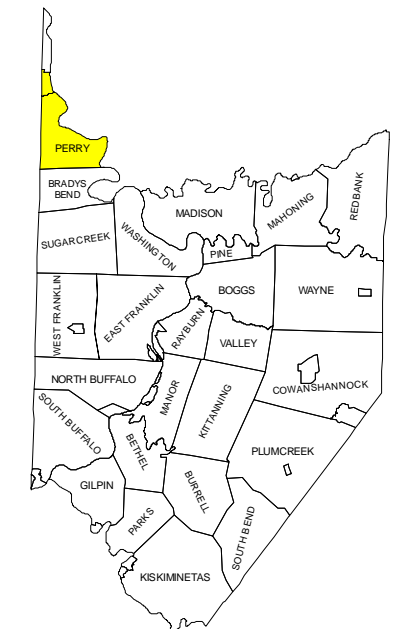 PERRY
BRADYS
BEND
REDBANK
MAHONING
MADISON
SUGARCREEK
WASHINGTON
PINE
BOGGS
WAYNE
WEST FRANKLIN
EAST FRANKLIN
RAYBURN
VALLEY
NORTH BUFFALO
MANOR
KITTANNING
COWANSHANNOCK
SOUTH BUFFALO
BETHEL
PLUMCREEK
GILPIN
BURRELL
PARKS
SOUTH BEND
KISKIMINETAS